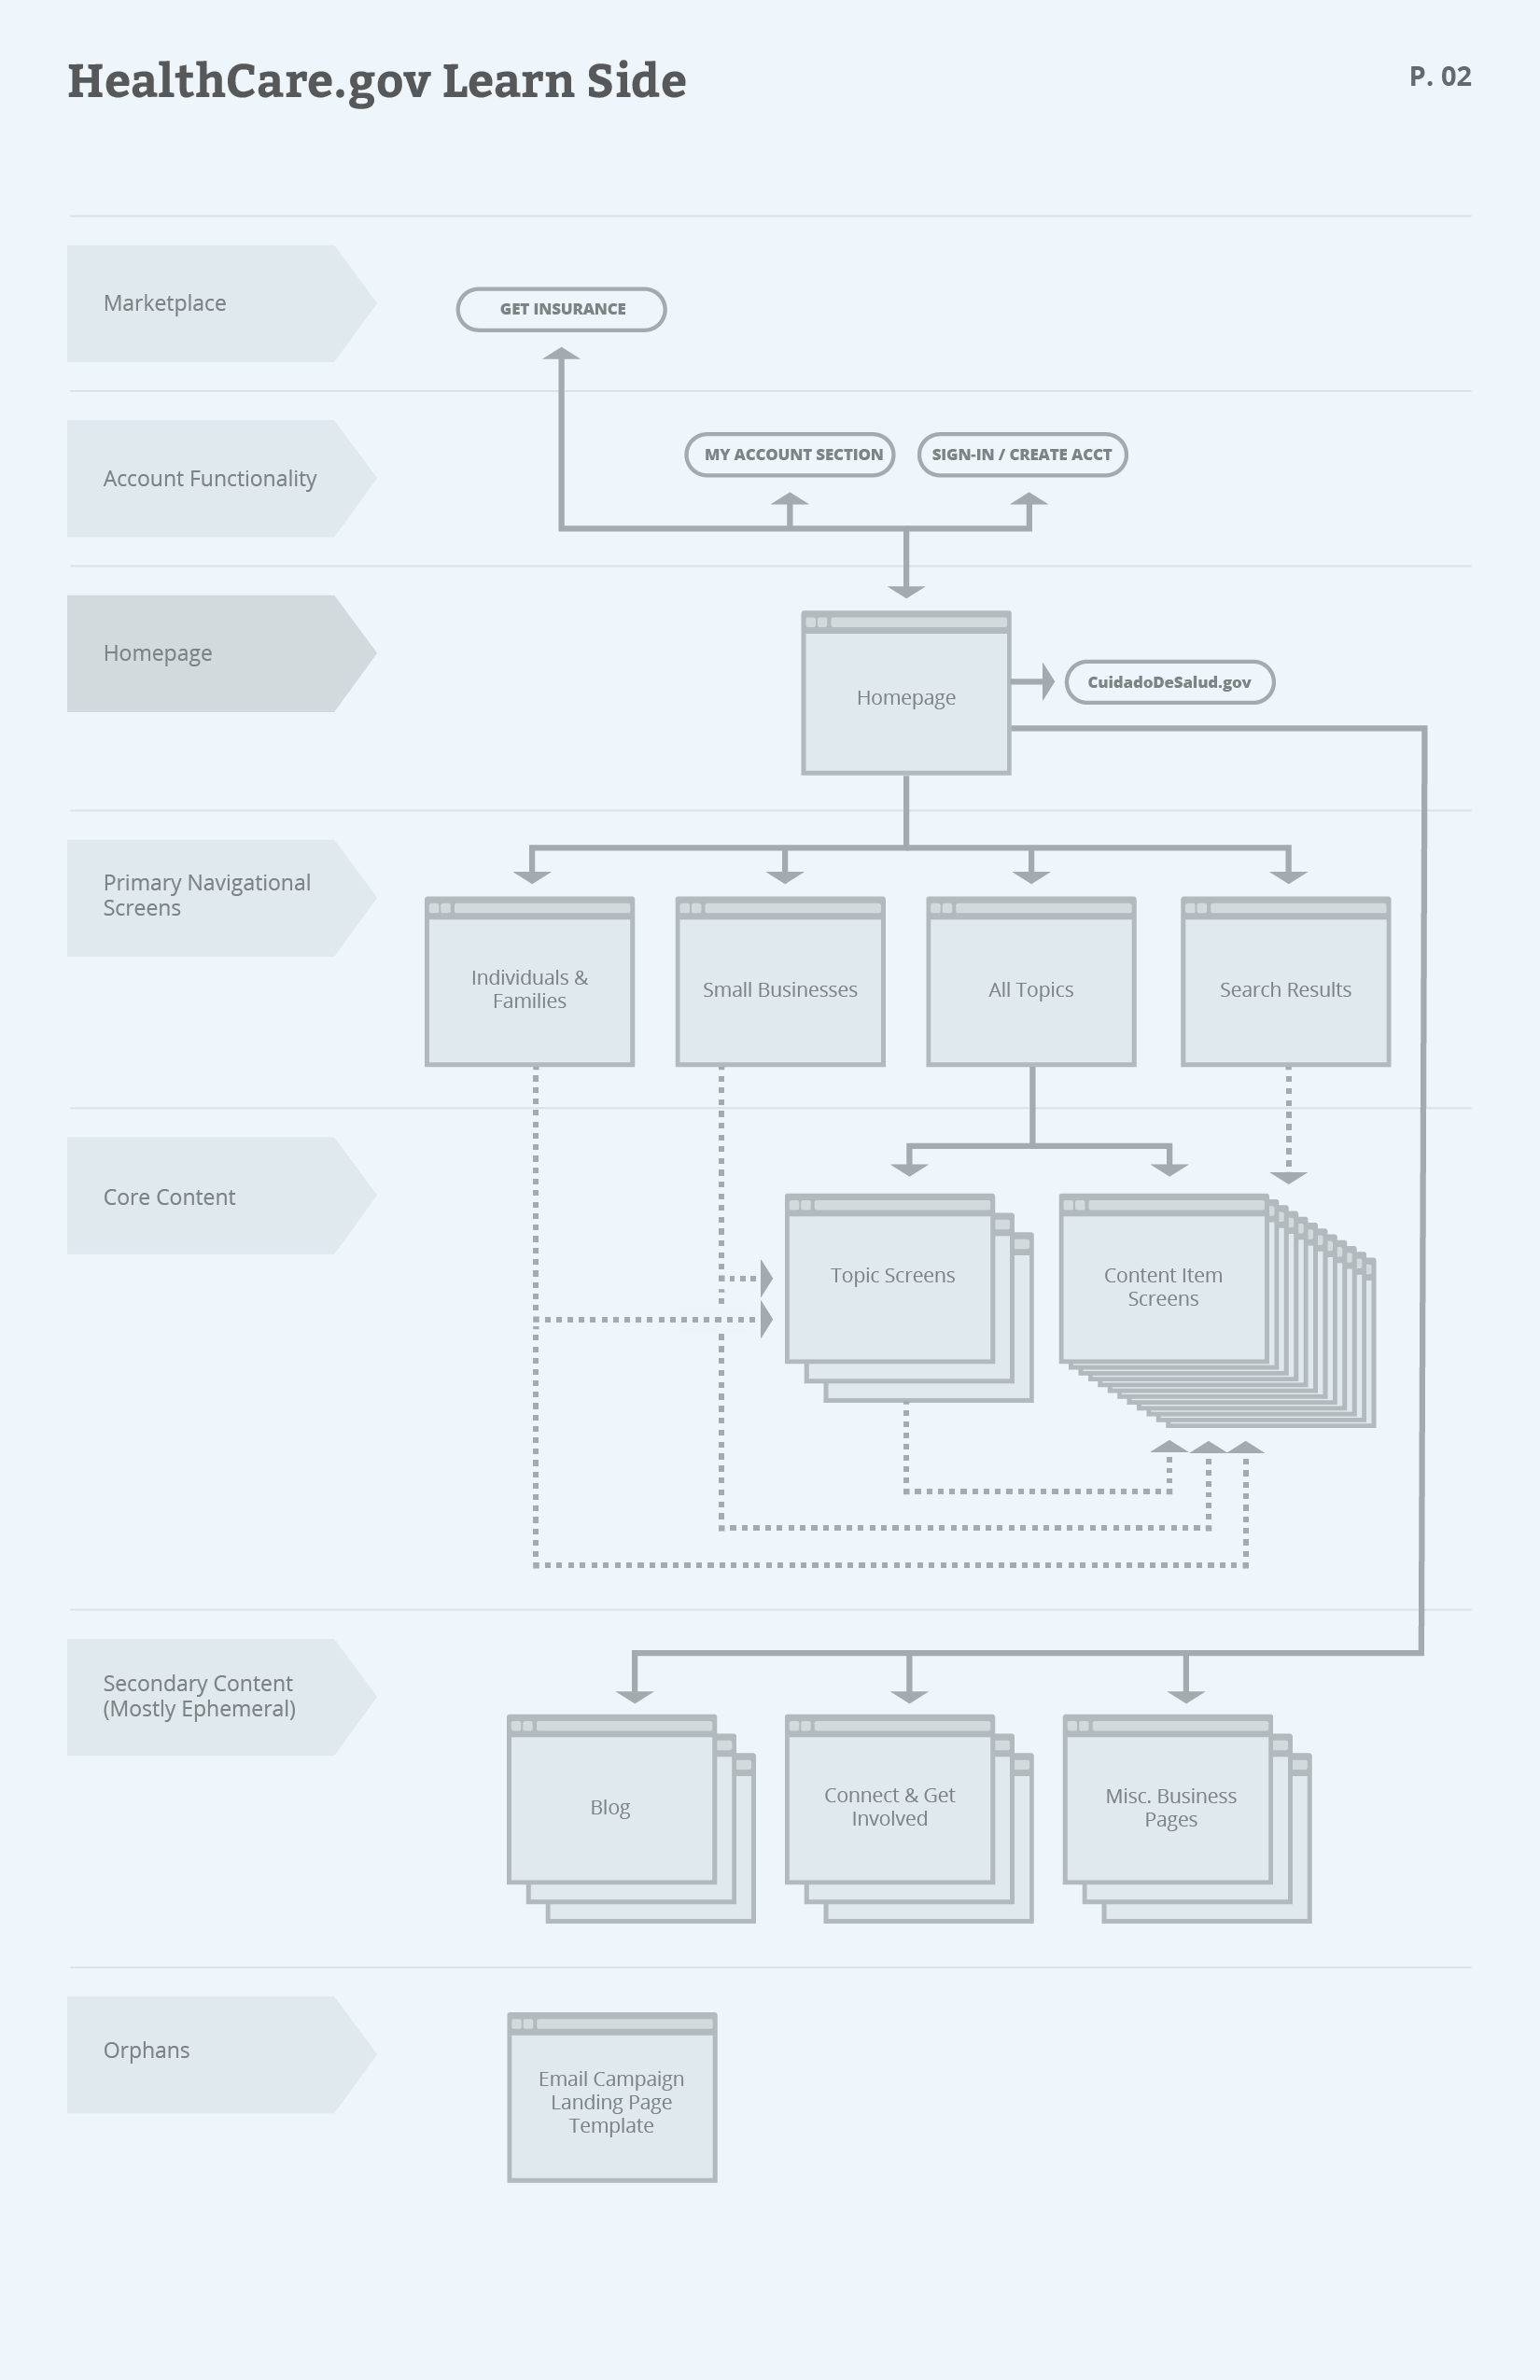 HealthCare.gov Learn Side
P. 02
Marketplace
GET INSURANCE
Account Functionality
MY ACCOUNT SECTION
SIGN-IN / CREATE ACCT
Homepage
Homepage
CuidadoDeSalud.gov
Primary Navigational
Screens
Individuals &
Families
Small Businesses
All Topics
Search Results
Core Content
Topic Screens
Content Item
Screens
Secondary Content
(Mostly Ephemeral)
Blog
Connect & Get
Involved
Misc. Business
Pages
Orphans
Email Campaign
Landing Page
Template